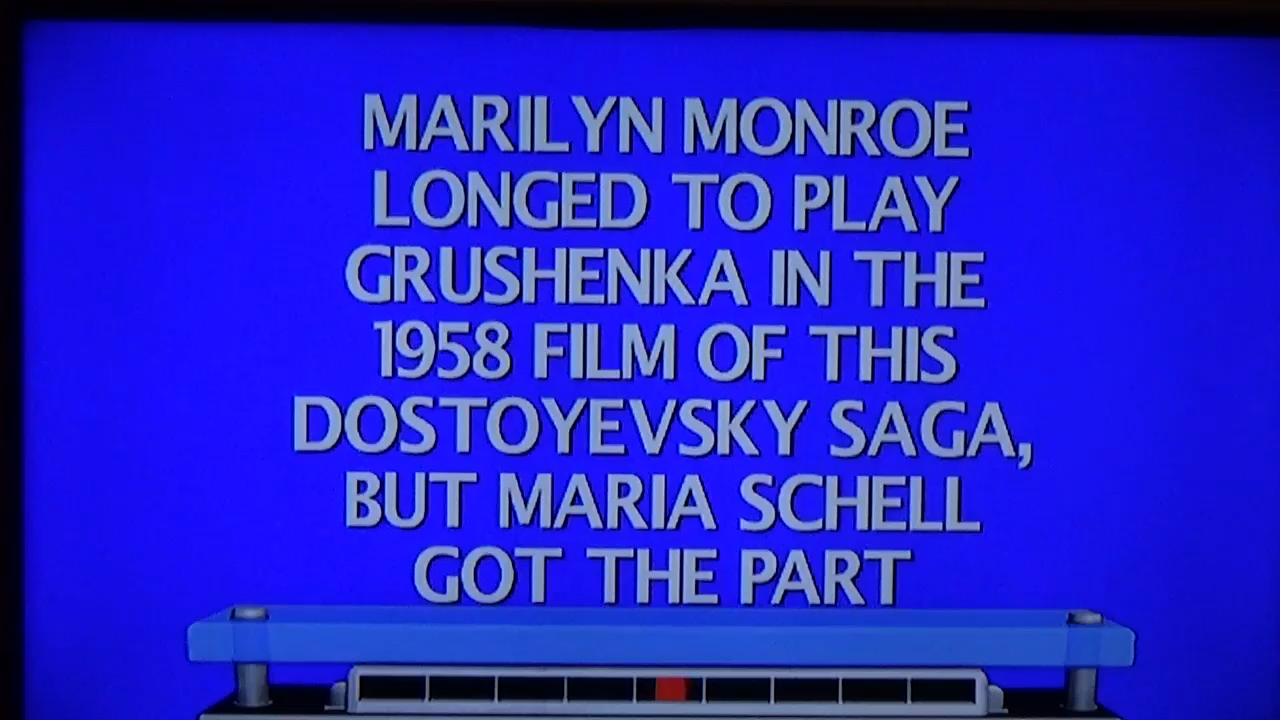 MARILYN MONROE
LONGED TO PLAY
GRUSHENKA IN THE
1958 FILM OF THIS
DOSTOYEVSKY SAGA,
BUT MARIA SCHELL
GOT THE PART